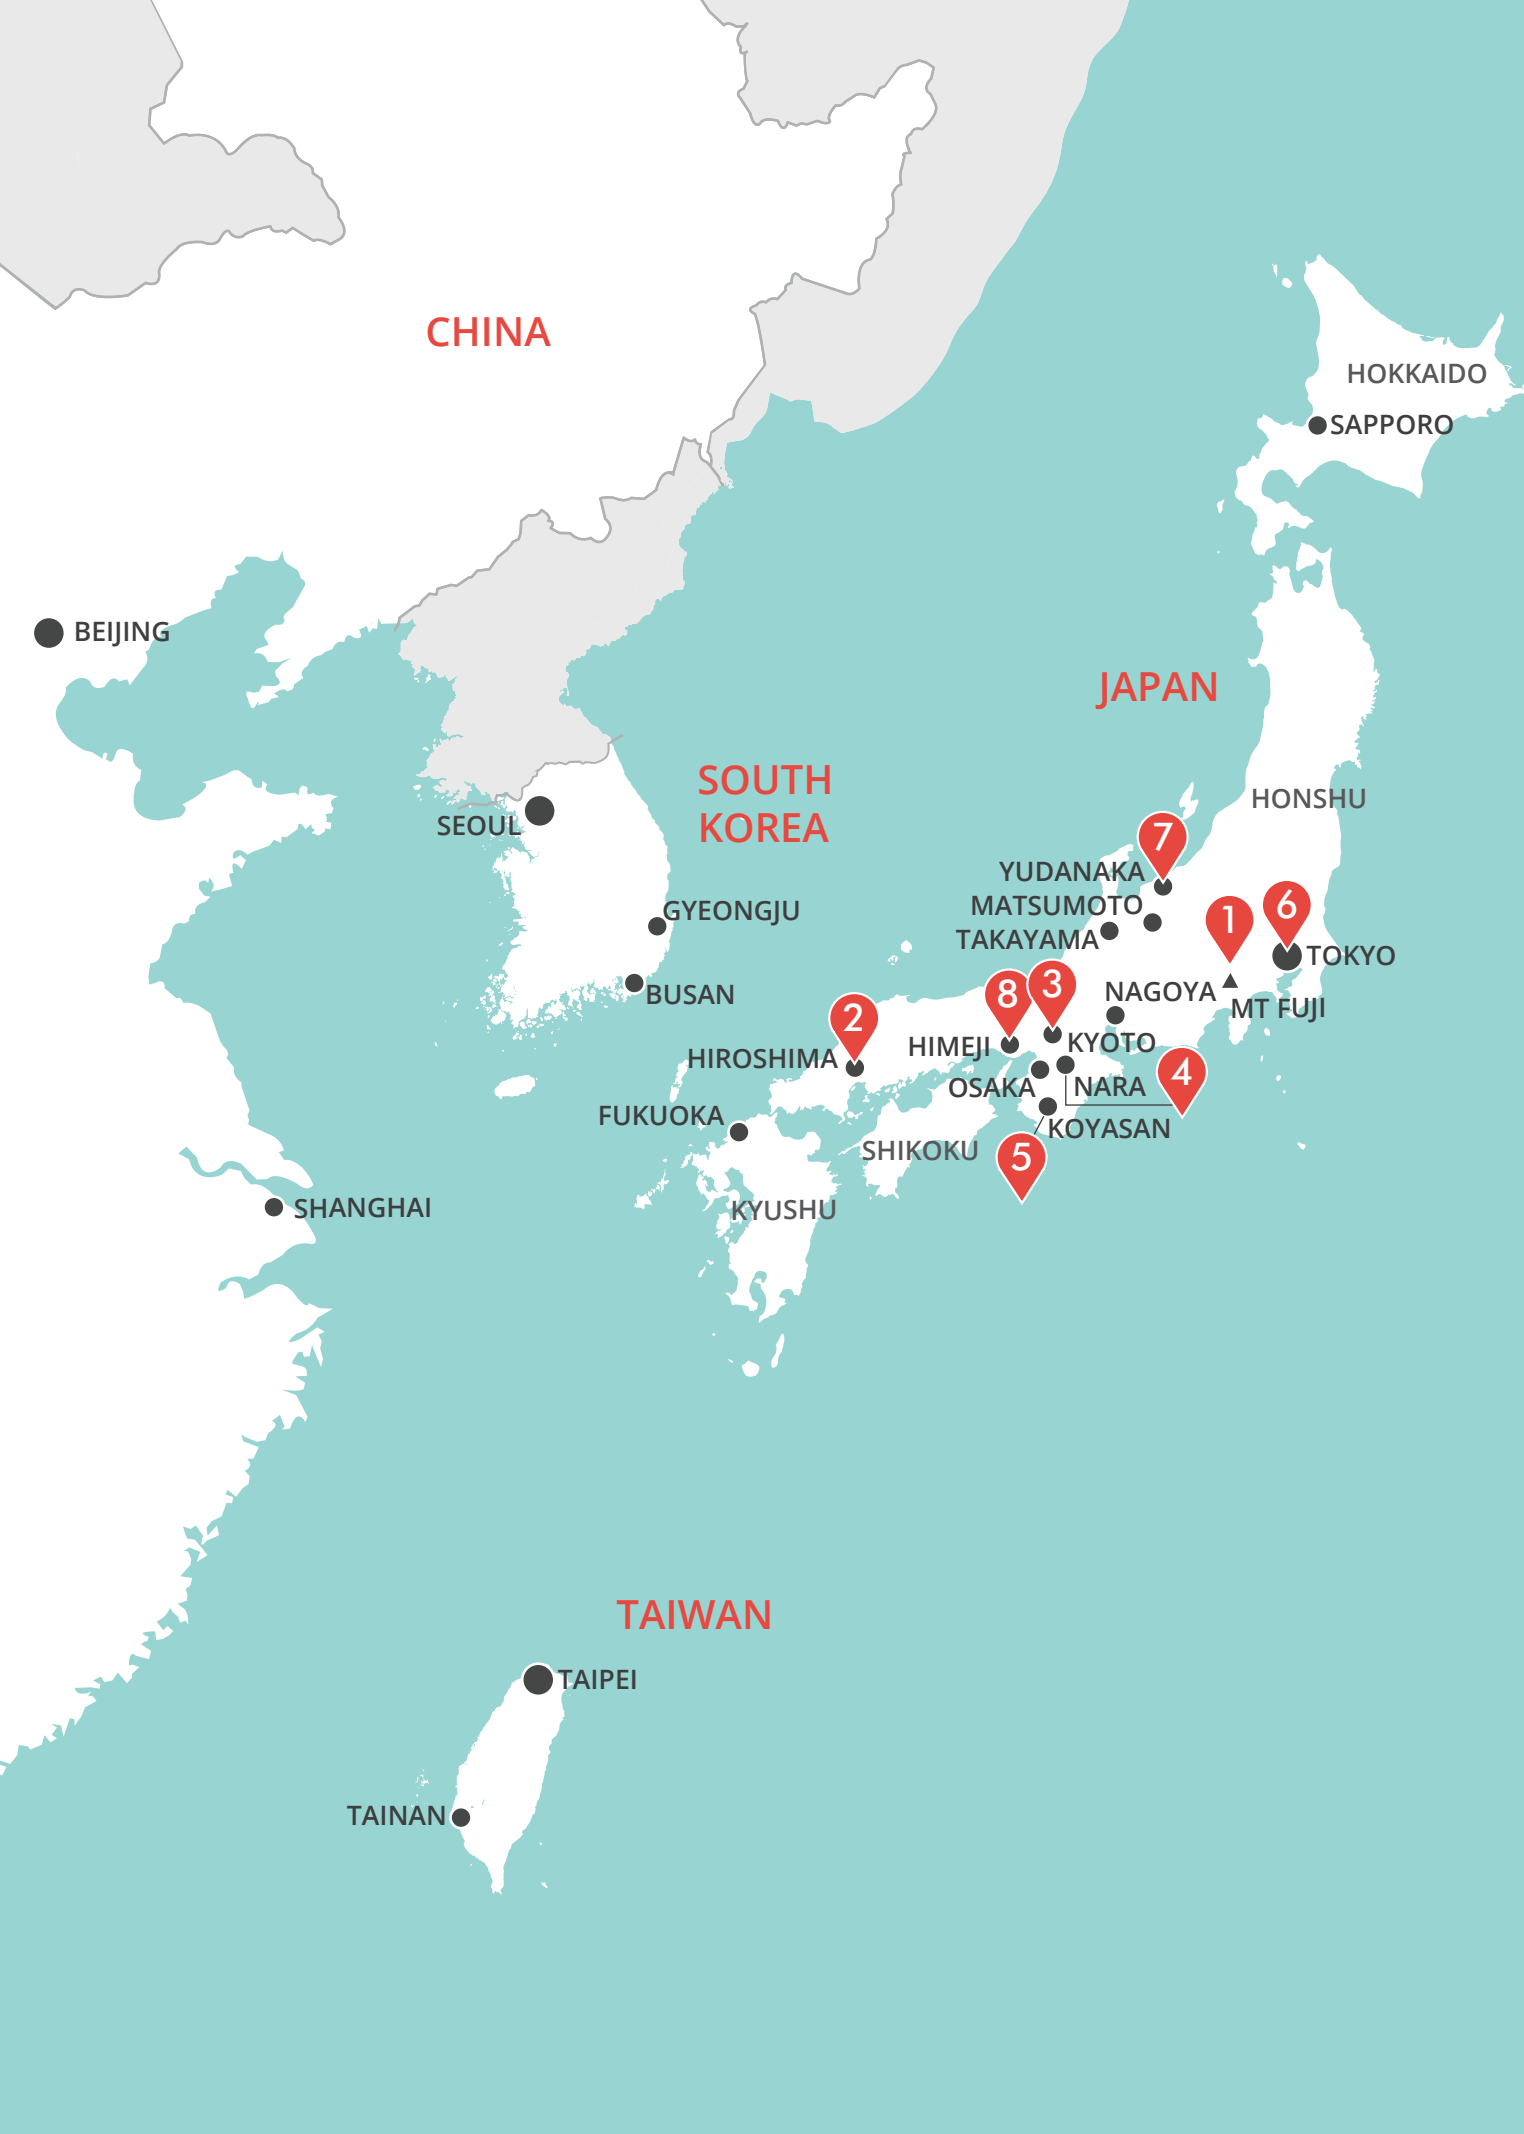 CHINA
HOKKAIDO
SAPPORO
BEIJING
JAPAN
SOUTH
KOREA
HONSHU
SEOUL
7
YUDANAKA
MATSUMOTO
TAKAYAMA
1
6
TOKYO
GYEONGJU
BUSAN
NAGOYA
MT FUJI
8
3
2
HIROSHIMA
HIMEJI
KYOTO
OSAKA
NARA
4
FUKUOKA
KOYASAN
SHIKOKU
5
SHANGHAI
KYUSHU
TAIWAN
TAIPEI
TAINAN